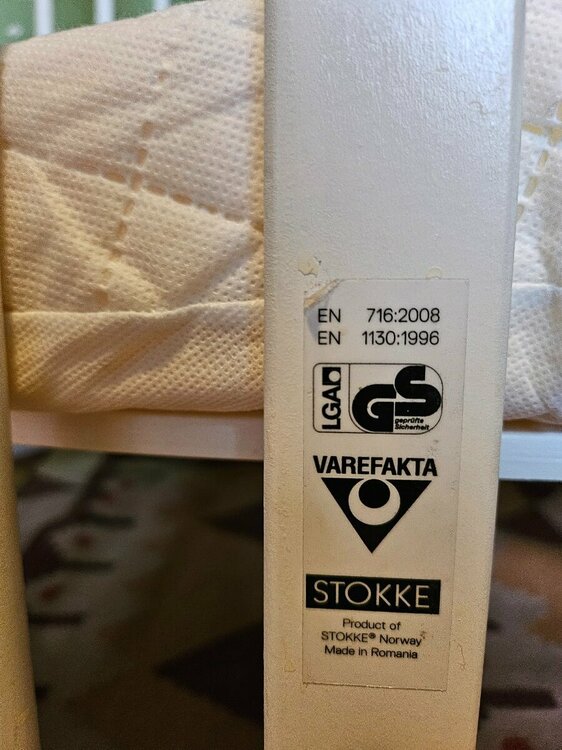 EN 716:2008
EN 1130:1996
LGA
GS
geprüfte
Sicherheit
VAREFAKTA
STOKKE
Product of
STOKKE® Norway
Made in Romania